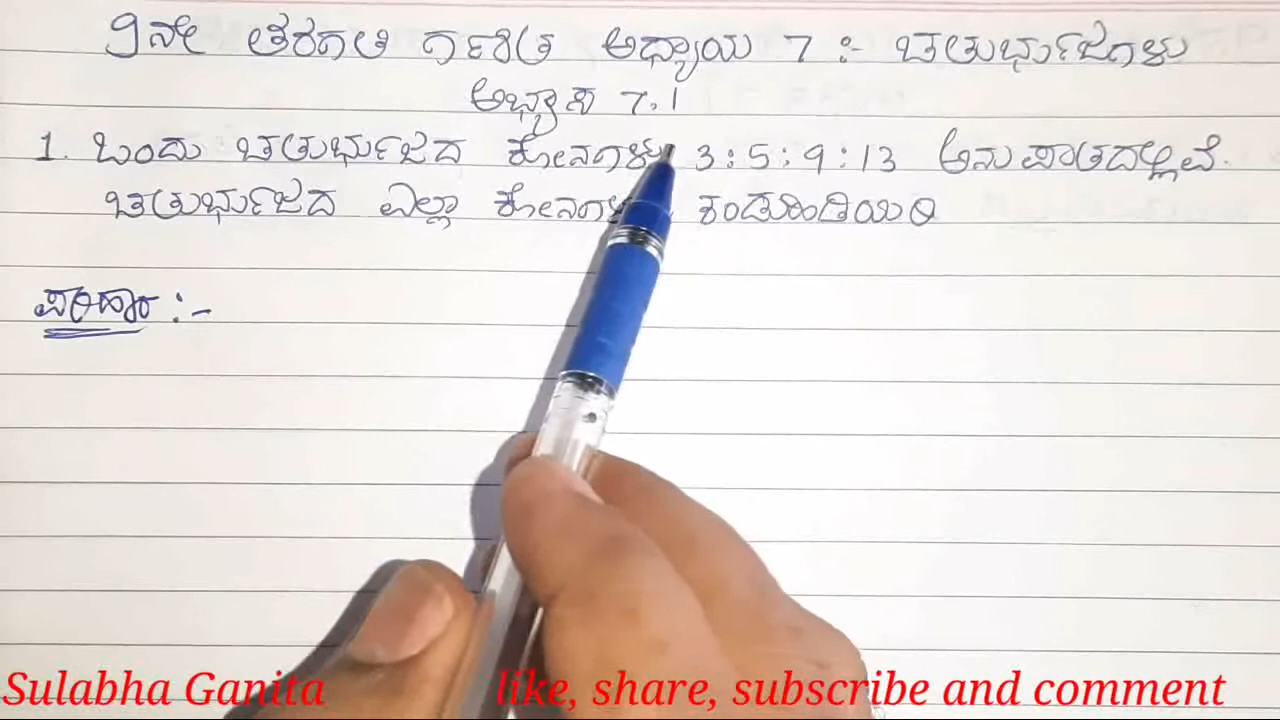 9ನೇ ತರಗತಿ ಗಣಿತ ಅಧ್ಯಾಯ 7 :- ಚತುರ್ಭುಜಗಳು
ಅಭ್ಯಾಸ 7.1
1. ಒಂದು ಚತುರ್ಭುಜದ ಕೋನಗಳು 3 : 5 : 9 : 13 ಅನುಪಾತದಲ್ಲಿವೆ.
ಚತುರ್ಭುಜದ ಎಲ್ಲಾ ಕಂಡುಹಿಡಿಯಿರಿ
ಪರಿಹಾರ :-
Sulabha Ganita like, share, subscribe and comment